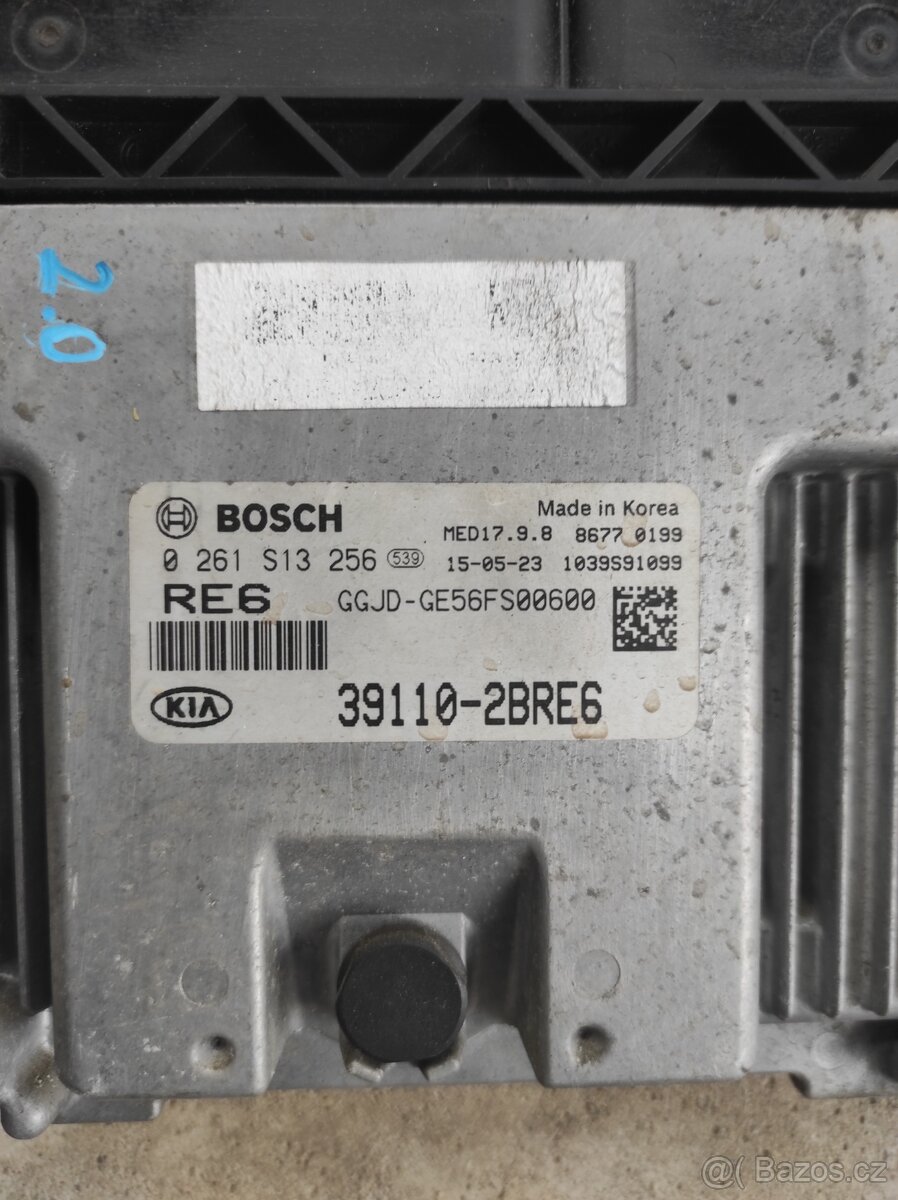 2.0
BOSCH
Made in Korea
MED17.9.8 8677 0199
0 261 S13 256 539 15-05-23 1039S91099
RE6 GGJD-GE56FS00600
KIA 39110-2BRE6
@( Bazos.cz